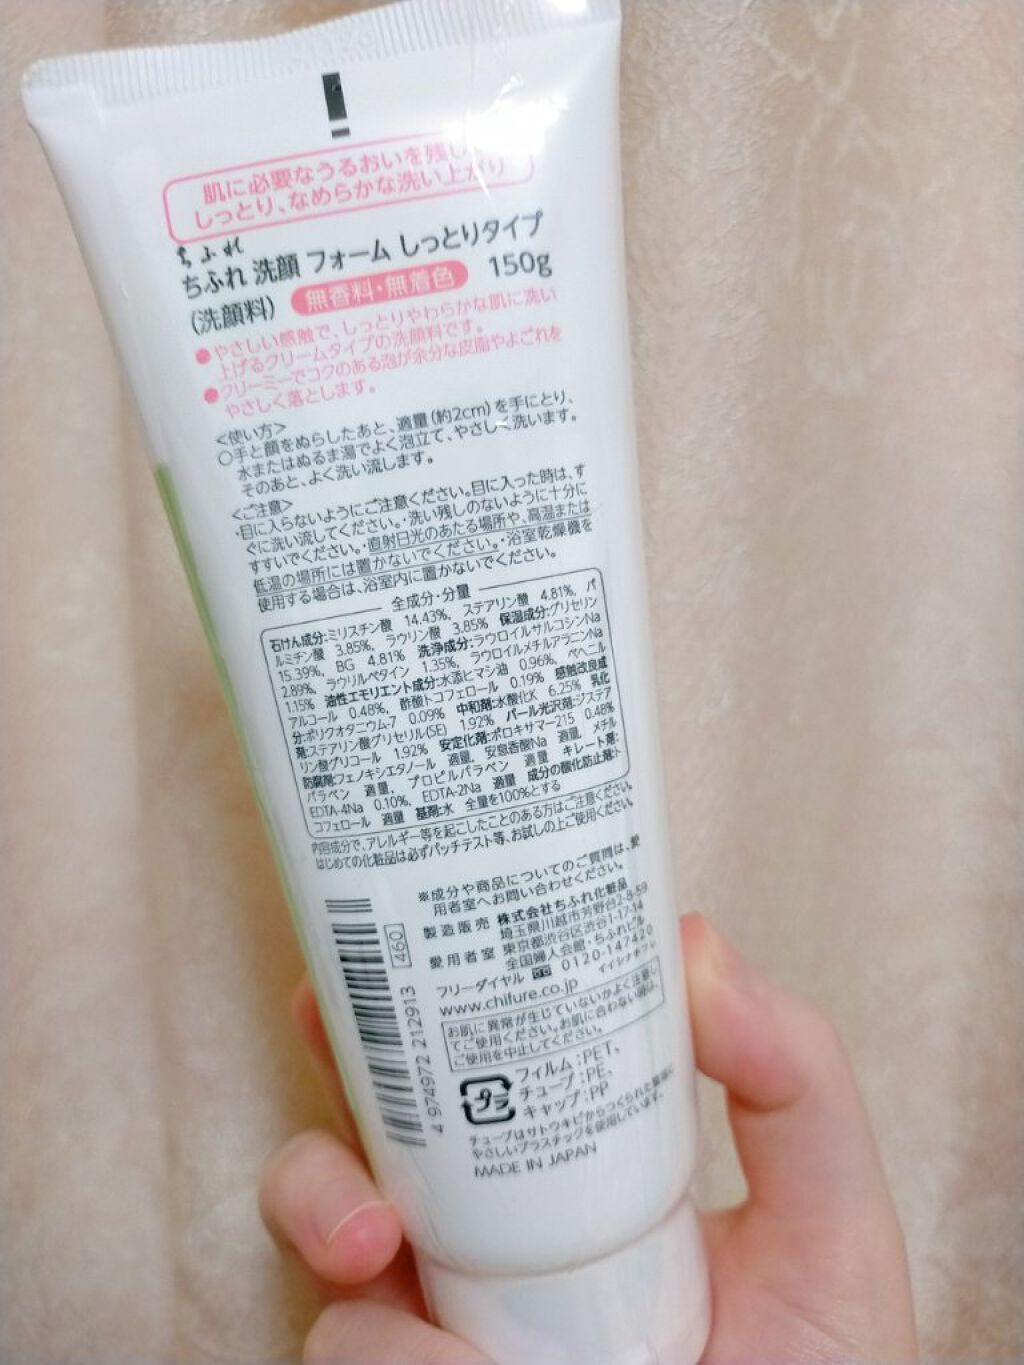 肌に必要なうるおいを残し
しっとり、なめらかな洗い上がり
ちふれ
ちふれ 洗顔 フォーム しっとりタイプ
(洗顔料) 無香料・無着色 150g
●やさしい感触で、しっとりやわらかな肌に洗い
上げるクリームタイプの洗顔料です。
●クリーミーでコクのある泡が余分な皮脂やよごれを
やさしく落とします。
<使い方>
○手と顔をぬらしたあと、適量(約2cm)を手にとり、
水またはぬるま湯でよく泡立て、やさしく洗います。
そのあと、よく洗い流します。
<ご注意>
・目に入らないようにご注意ください。目に入った時は、す
ぐに洗い流してください。・洗い残しのないように十分に
すすいでください。・直射日光のあたる場所や、高温または
低温の場所には置かないでください。・浴室乾燥機を
使用する場合は、浴室内に置かないでください。
全成分・分量
石けん成分:ミリスチン酸 14.43%、ステアリン酸 4.81%、パ
ルミチン酸 3.85%、ラウリン酸 3.85% 保湿成分:グリセリン
15.39%、BG 4.81% 洗浄成分:ラウロイルサルコシンNa
2.89%、ラウリルベタイン 1.35%、ラウロイルメチルアラニンNa
1.15% 油性エモリエント成分:水添ヒマシ油 0.96%、ベヘニル
アルコール 0.48%、酢酸トコフェロール 0.19% 感触改良成
分:ポリクオタニウム-7 0.09% 中和剤:水酸化K 6.25% 乳化
剤:ステアリン酸グリセリル(SE) 1.92% パール光沢剤:ジステア
リン酸グリコール 1.92% 安定化剤:ポロキサマー215 0.48%
防腐剤:フェノキシエタノール 適量、安息香酸Na 適量、メチル
パラベン 適量、プロピルパラベン 適量 キレート剤:
EDTA-4Na 0.10%、EDTA-2Na 適量 成分の酸化防止剤:ト
コフェロール 適量 基剤:水 全量を100%とする
内容成分で、アレルギー等を起こしたことのある方はご注意ください。
はじめての化粧品は必ずパッチテスト等、お試しの上ご使用ください。
※成分や商品についてのご質問は、愛
用者室へお問い合わせください。
製造販売 株式会社ちふれ化粧品
埼玉県川越市芳野台2-8-59
愛用者室 東京都渋谷区渋谷1-17-14
全国婦人会館・ちふれビル
フリーダイヤル 0120-147420
イイシナチフレ
www.chifure.co.jp
お肌に異常が生じていないかよく注意し
てご使用ください。お肌に合わない時は、
ご使用を中止してください。
460
4 974972 212913
プラ
フィルム:PET、
チューブ:PE、
キャップ:PP
チューブはサトウキビからつくられた環境に
やさしいプラスチックを使用しています。
MADE IN JAPAN